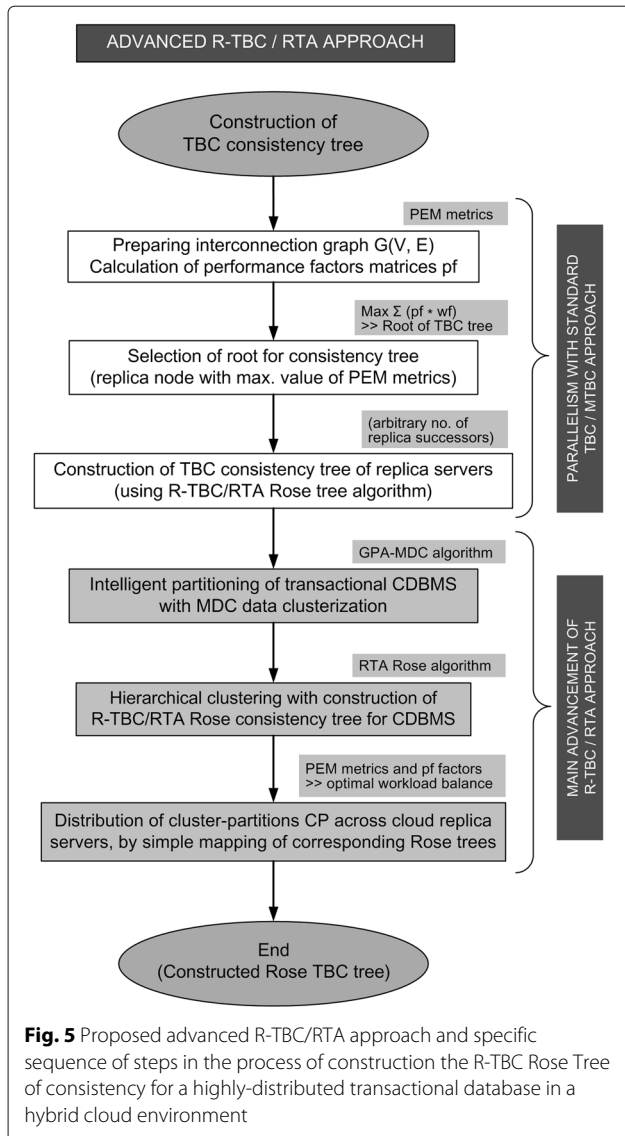 ADVANCED R-TBC / RTA APPROACH
Construction of
TBC consistency tree
PEM metrics
Preparing interconnection graph G(V, E)
Calculation of performance factors matrices pf
Max Σ (pf * wf)
>> Root of TBC tree
Selection of root for consistency tree
(replica node with max. value of PEM metrics)
(arbitrary no. of
replica successors)
Construction of TBC consistency tree of replica servers
(using R-TBC/RTA Rose tree algorithm)
PARALLELISM WITH STANDARD
TBC / MTBC APPROACH
GPA-MDC algorithm
Intelligent partitioning of transactional CDBMS
with MDC data clusterization
RTA Rose algorithm
Hierarchical clustering with construction of
R-TBC/RTA Rose consistency tree for CDBMS
PEM metrics and pf factors
>> optimal workload balance
Distribution of cluster-partitions CP across cloud replica
servers, by simple mapping of corresponding Rose trees
MAIN ADVANCEMENT OF
R-TBC / RTA APPROACH
End
(Constructed Rose TBC tree)
Fig. 5 Proposed advanced R-TBC/RTA approach and specific
sequence of steps in the process of construction the R-TBC Rose Tree
of consistency for a highly-distributed transactional database in a
hybrid cloud environment